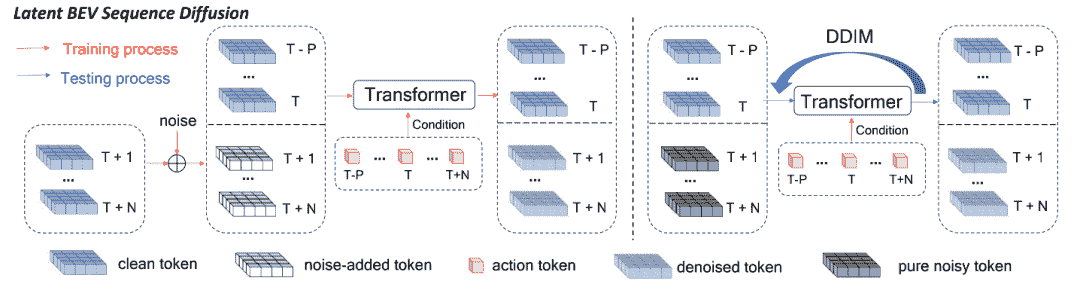 Latent BEV Sequence Diffusion
Training process
Testing process
noise
T + 1
...
T + N
T - P
...
T
T + 1
...
T + N
Transformer
Condition
... ...
T-P T T+N
T - P
...
T
T + 1
...
T + N
T - P
...
T
T + 1
...
T + N
DDIM
Transformer
Condition
... ...
T-P T T+N
T - P
...
T
T + 1
...
T + N
clean token
noise-added token
action token
denoised token
pure noisy token